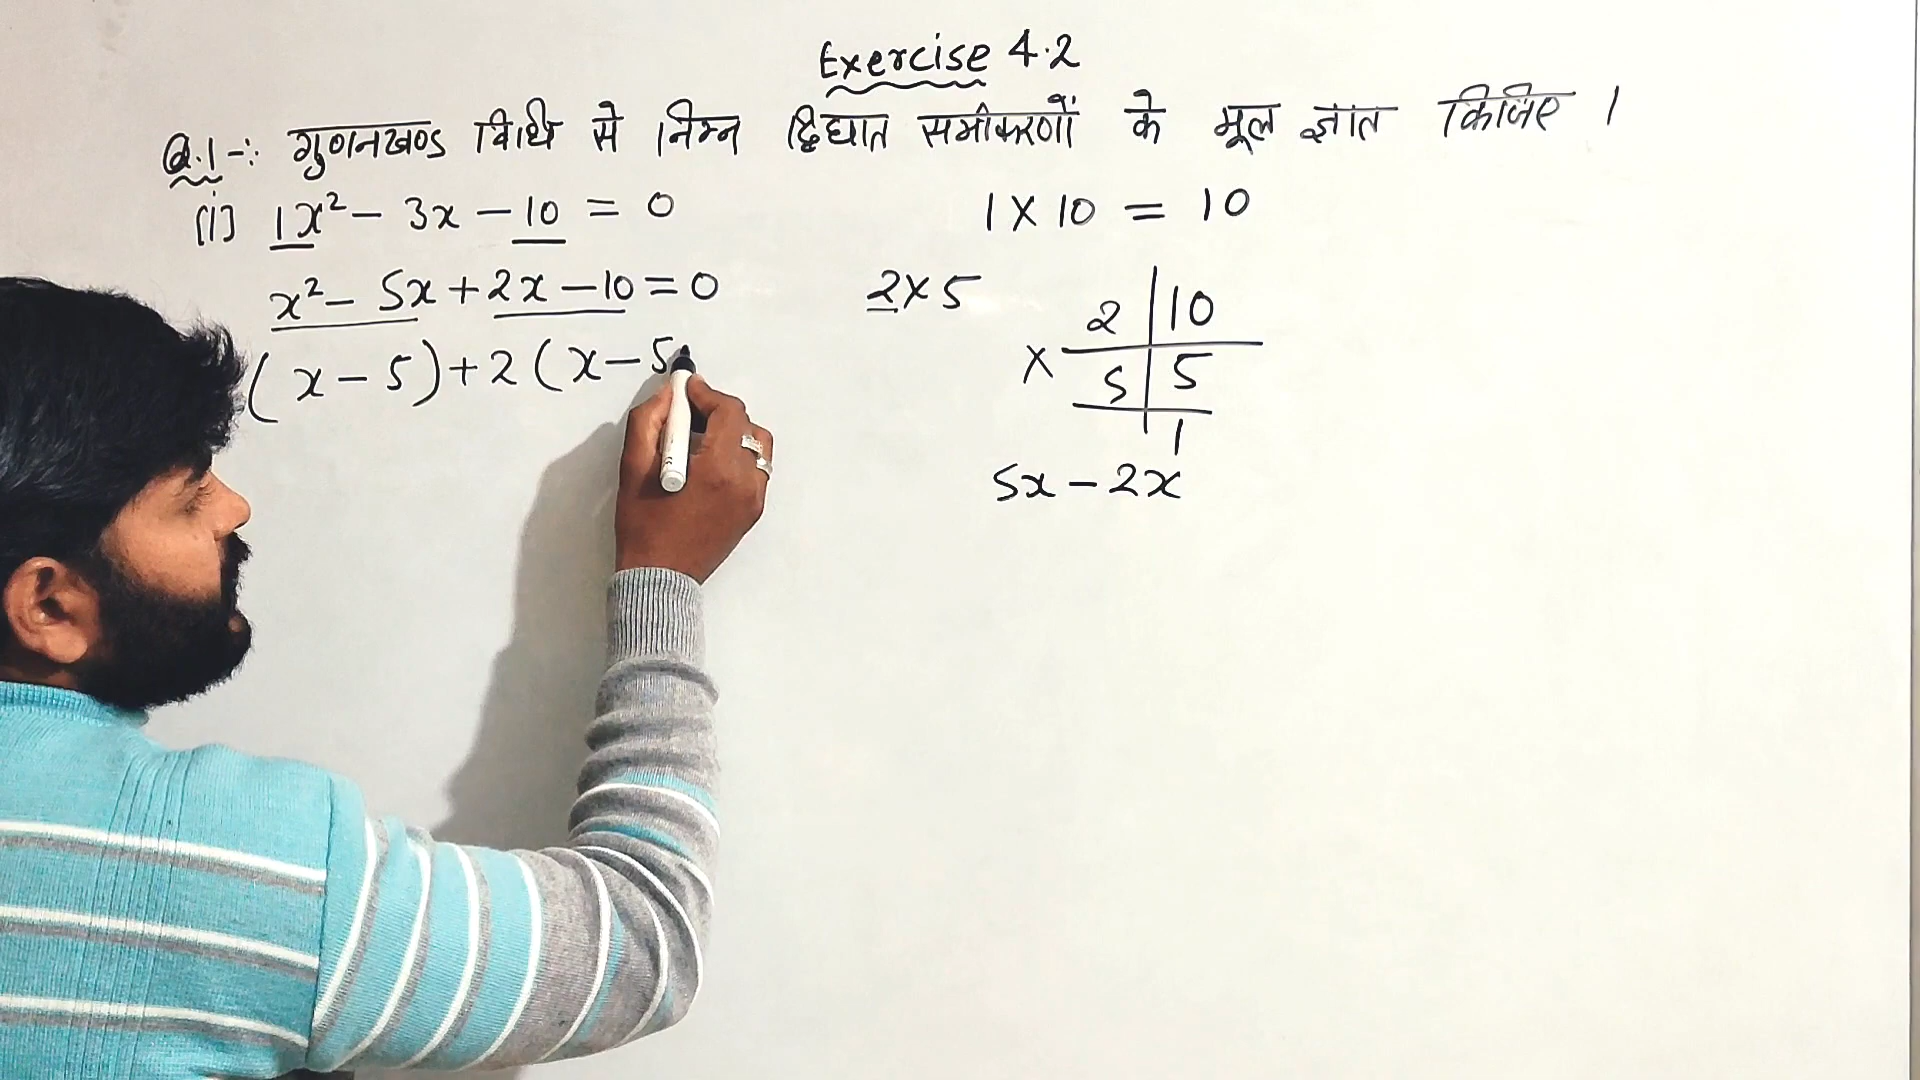 Exercise 4.2
Q.1-: गुणनखण्ड विधि से निम्न द्विघात समीकरणों के मूल ज्ञात किजिए ।
(i) 1x² - 3x - 10 = 0
x² - 5x + 2x - 10 = 0
( x - 5 ) + 2 ( x - 5
1 X 10 = 10
2 X 5
2 | 10
X 5 | 5
1
5x - 2x